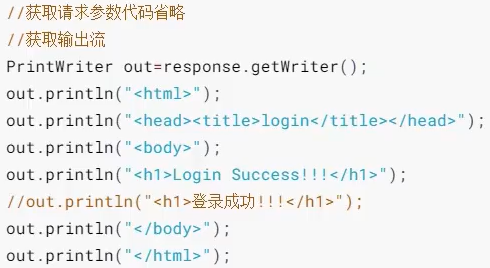 //获取请求参数代码省略
//获取输出流
PrintWriter out=response.getWriter();
out.println("<html>");
out.println("<head><title>login</title></head>");
out.println("<body>");
out.println("<h1>Login Success!!!</h1>");
//out.println("<h1>登录成功!!!</h1>");
out.println("</body>");
out.println("</html>");